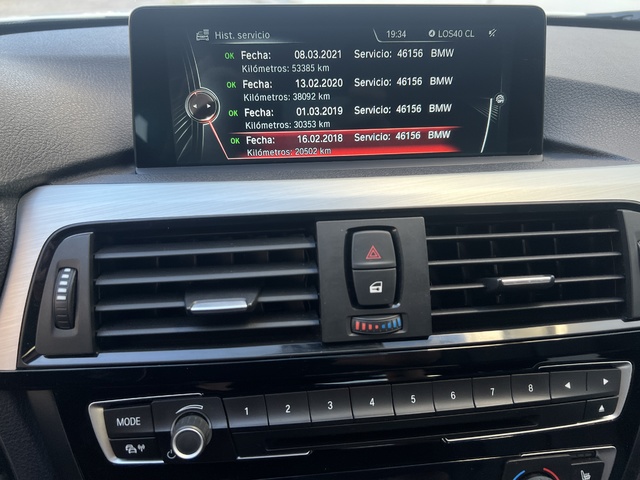 Hist. servicio 19:34 LOS40 CL
OK Fecha: 08.03.2021 Servicio: 46156 BMW
Kilómetros: 53385 km
OK Fecha: 13.02.2020 Servicio: 46156 BMW
Kilómetros: 38092 km
OK Fecha: 01.03.2019 Servicio: 46156 BMW
Kilómetros: 30353 km
OK Fecha: 16.02.2018 Servicio: 46156 BMW
Kilómetros: 20502 km
MODE 1 2 3 4 5 6 7 8